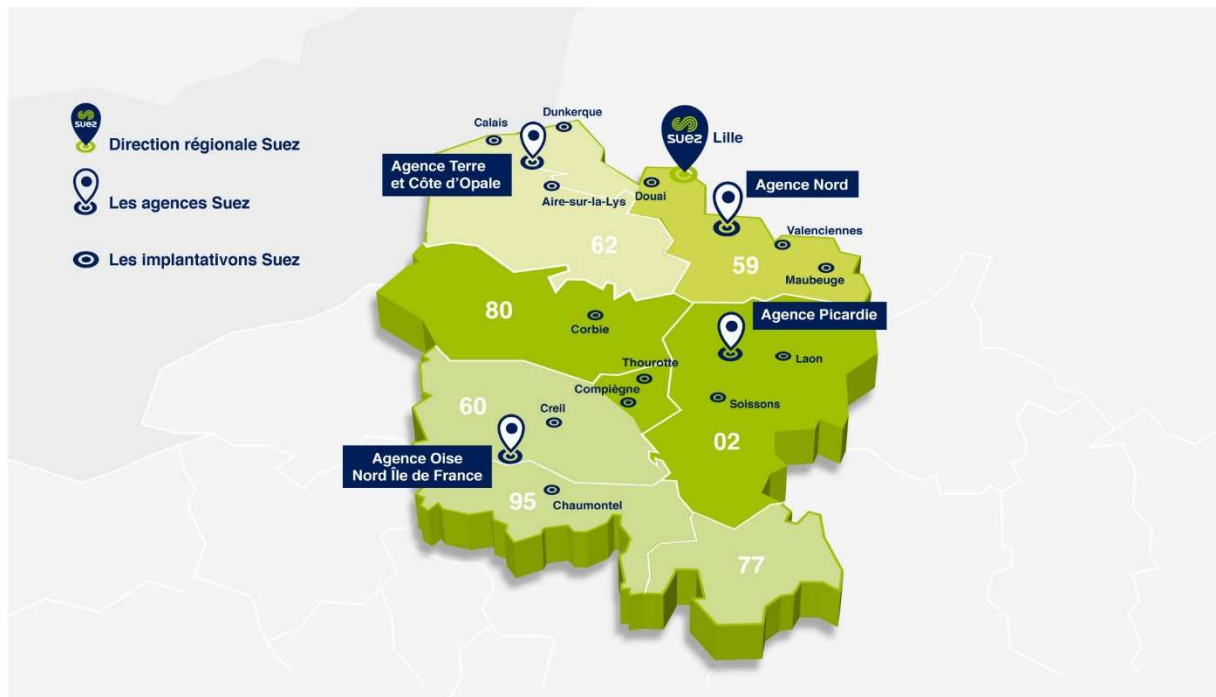 suez
Direction régionale Suez
Les agences Suez
Les implantativons Suez
Dunkerque
Calais
suez
Lille
Agence Terre
et Côte d'Opale
Aire-sur-la-Lys
Douai
Agence Nord
Valenciennes
62
59
Maubeuge
80
Corbie
Agence Picardie
Laon
Thourotte
Compiègne
Soissons
60
Creil
02
Agence Oise
Nord Île de France
95
Chaumontel
77